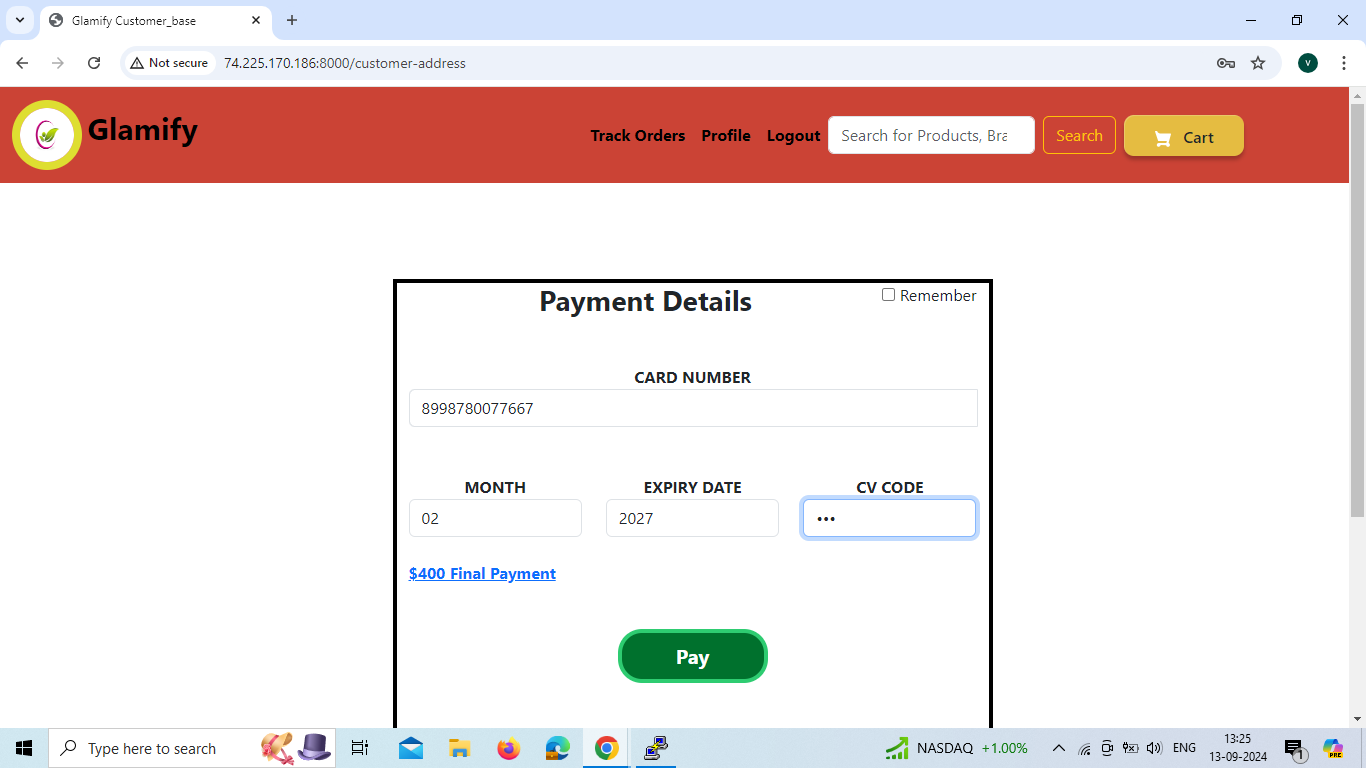 Glamify Customer_base
Not secure
74.225.170.186:8000/customer-address
V
Glamify
Track Orders
Profile
Logout
Search for Products, Bra
Search
Cart
Payment Details
Remember
CARD NUMBER
8998780077667
MONTH
EXPIRY DATE
CV CODE
02
2027
•••
$400 Final Payment
Pay
Type here to search
NASDAQ +1.00%
ENG
13:25
13-09-2024
1
PRE